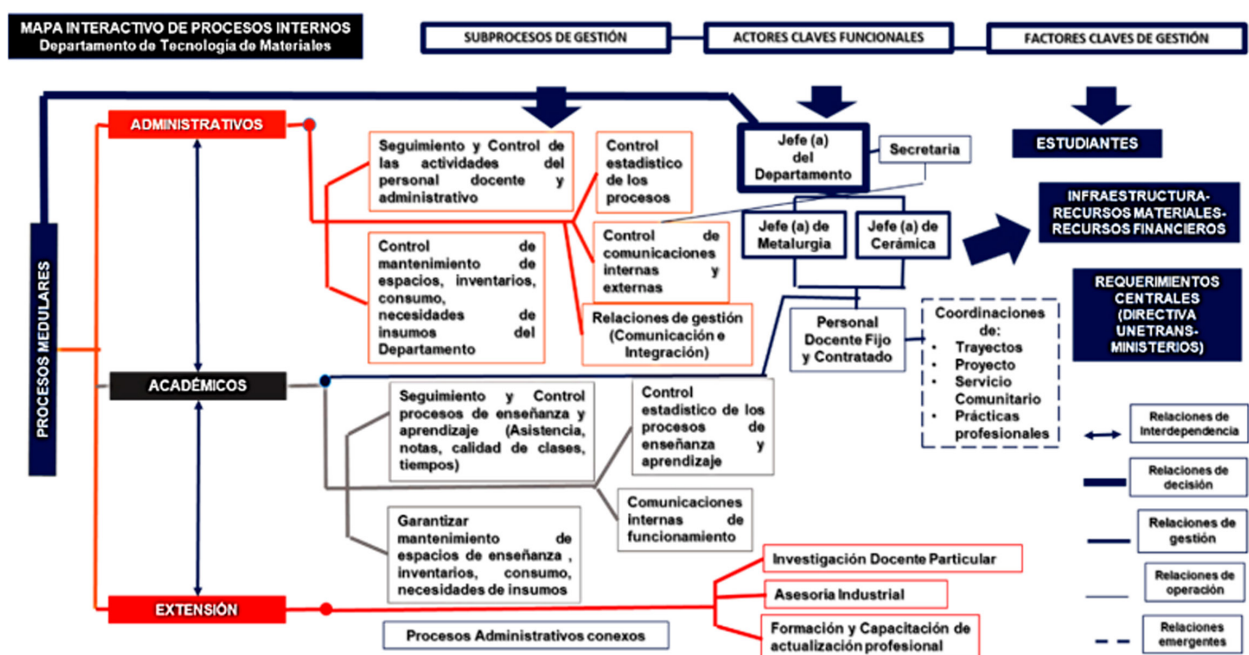 MAPA INTERACTIVO DE PROCESOS INTERNOS
Departamento de Tecnología de Materiales
SUBPROCESOS DE GESTIÓN
ACTORES CLAVES FUNCIONALES
FACTORES CLAVES DE GESTIÓN
PROCESOS MEDULARES
ADMINISTRATIVOS
Seguimiento y Control de
las actividades del
personal docente y
administrativo
Control
estadístico
de los
procesos
Control de
mantenimiento de
espacios, inventarios,
consumo,
necesidades de
insumos del
Departamento
Control de
comunicaciones
internas y
externas
Relaciones de gestión
(Comunicación e
Integración)
Jefe (a)
del
Departamento
Secretaria
Jefe (a) de
Metalurgia
Jefe (a) de
Cerámica
Personal
Docente Fijo
y Contratado
Coordinaciones
de:
• Trayectos
• Proyecto
• Servicio
Comunitario
• Prácticas
profesionales
ESTUDIANTES
INFRAESTRUCTURA-
RECURSOS MATERIALES-
RECURSOS FINANCIEROS
REQUERIMIENTOS
CENTRALES
(DIRECTIVA
UNETRANS-
MINISTERIOS)
ACADÉMICOS
Seguimiento y Control
procesos de enseñanza y
aprendizaje (Asistencia,
notas, calidad de clases,
tiempos)
Control
estadístico de los
procesos de
enseñanza y
aprendizaje
Garantizar
mantenimiento de
espacios de enseñanza ,
inventarios, consumo,
necesidades de insumos
Comunicaciones
internas de
funcionamiento
EXTENSIÓN
Investigación Docente Particular
Asesoría Industrial
Formación y Capacitación de
actualización profesional
Procesos Administrativos conexos
Relaciones de
Interdependencia
Relaciones de
decisión
Relaciones de
gestión
Relaciones de
operación
Relaciones
emergentes